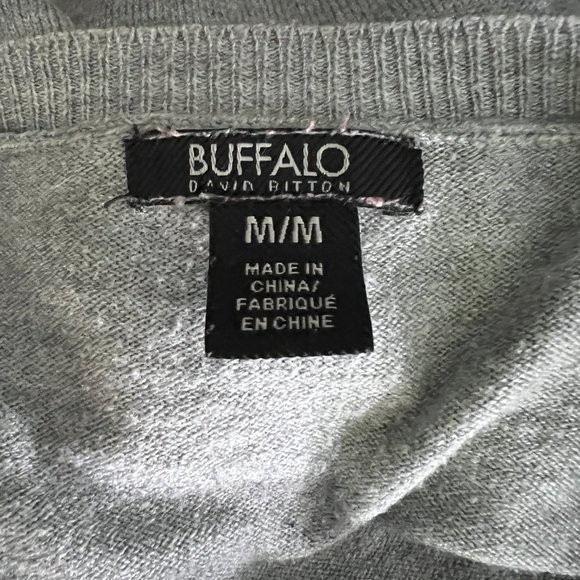 BUFFALO
DAVID BITTON
M/M
MADE IN
CHINA/
FABRIQUÉ
EN CHINE